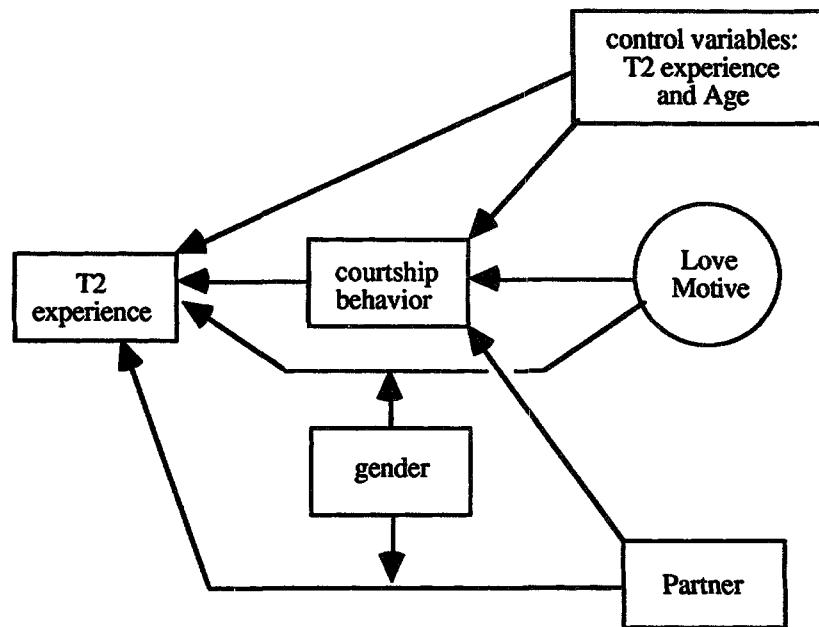 control variables:
T2 experience
and Age
T2
experience
courtship
behavior
Love
Motive
gender
Partner